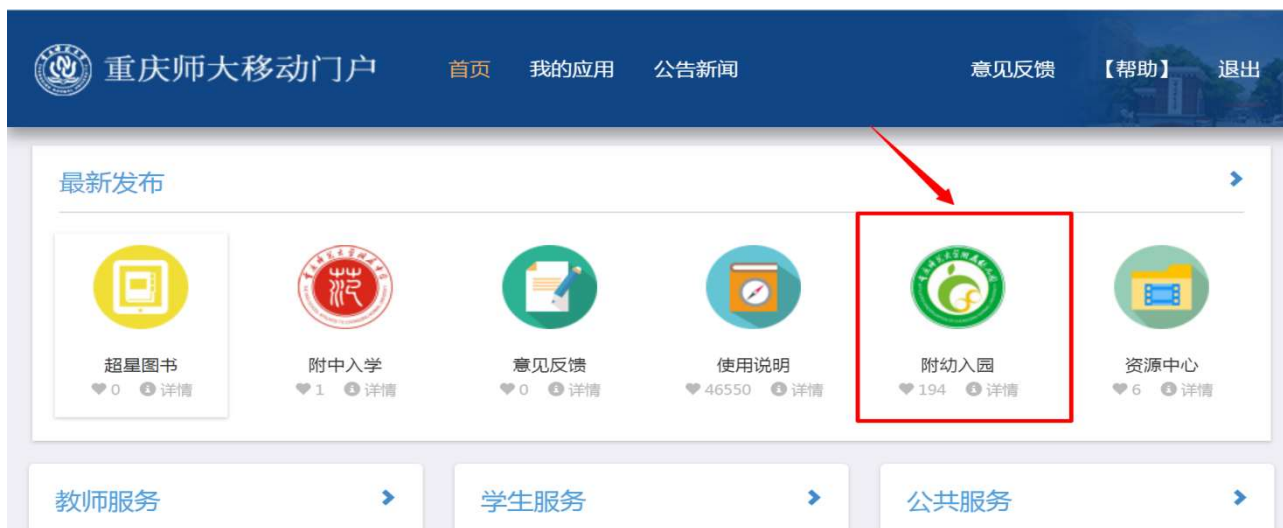 重庆师大移动门户 首页 我的应用 公告新闻 意见反馈 【帮助】 退出
最新发布
超星图书 附中入学 意见反馈 使用说明 附幼入园 资源中心
0 详情 1 详情 0 详情 46550 详情 194 详情 6 详情
教师服务 学生服务 公共服务